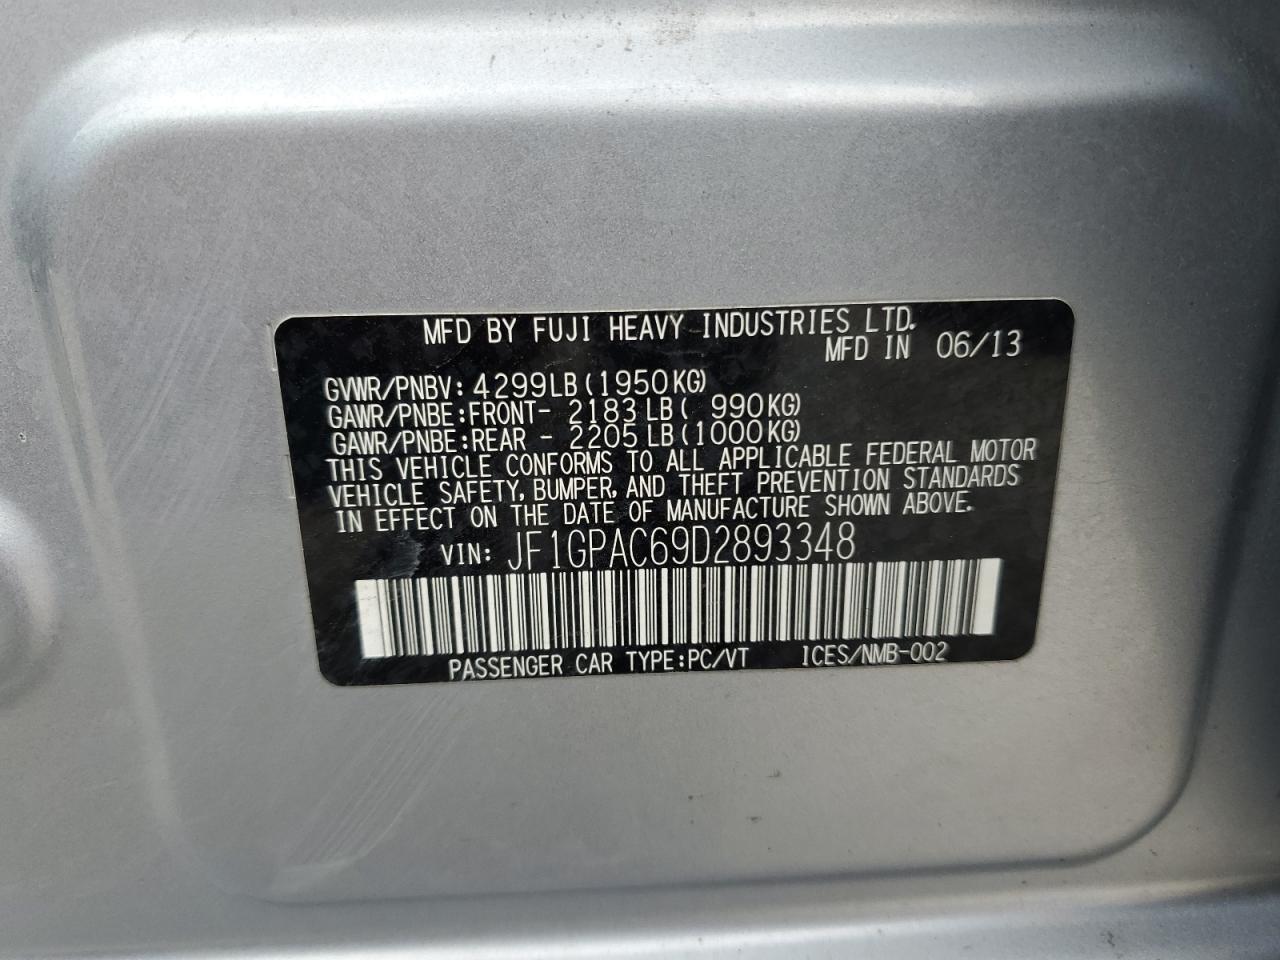 MFD BY FUJI HEAVY INDUSTRIES LTD.
MFD IN 06/13
GVWR/PNBV: 4299LB(1950KG)
GAWR/PNBE:FRONT- 2183LB( 990KG)
GAWR/PNBE:REAR - 2205LB(1000KG)
THIS VEHICLE CONFORMS TO ALL APPLICABLE FEDERAL MOTOR
VEHICLE SAFETY, BUMPER, AND THEFT PREVENTION STANDARDS
IN EFFECT ON THE DATE OF MANUFACTURE SHOWN ABOVE.
VIN: JF1GPAC69D2893348
PASSENGER CAR TYPE:PC/VT ICES/NMB-002